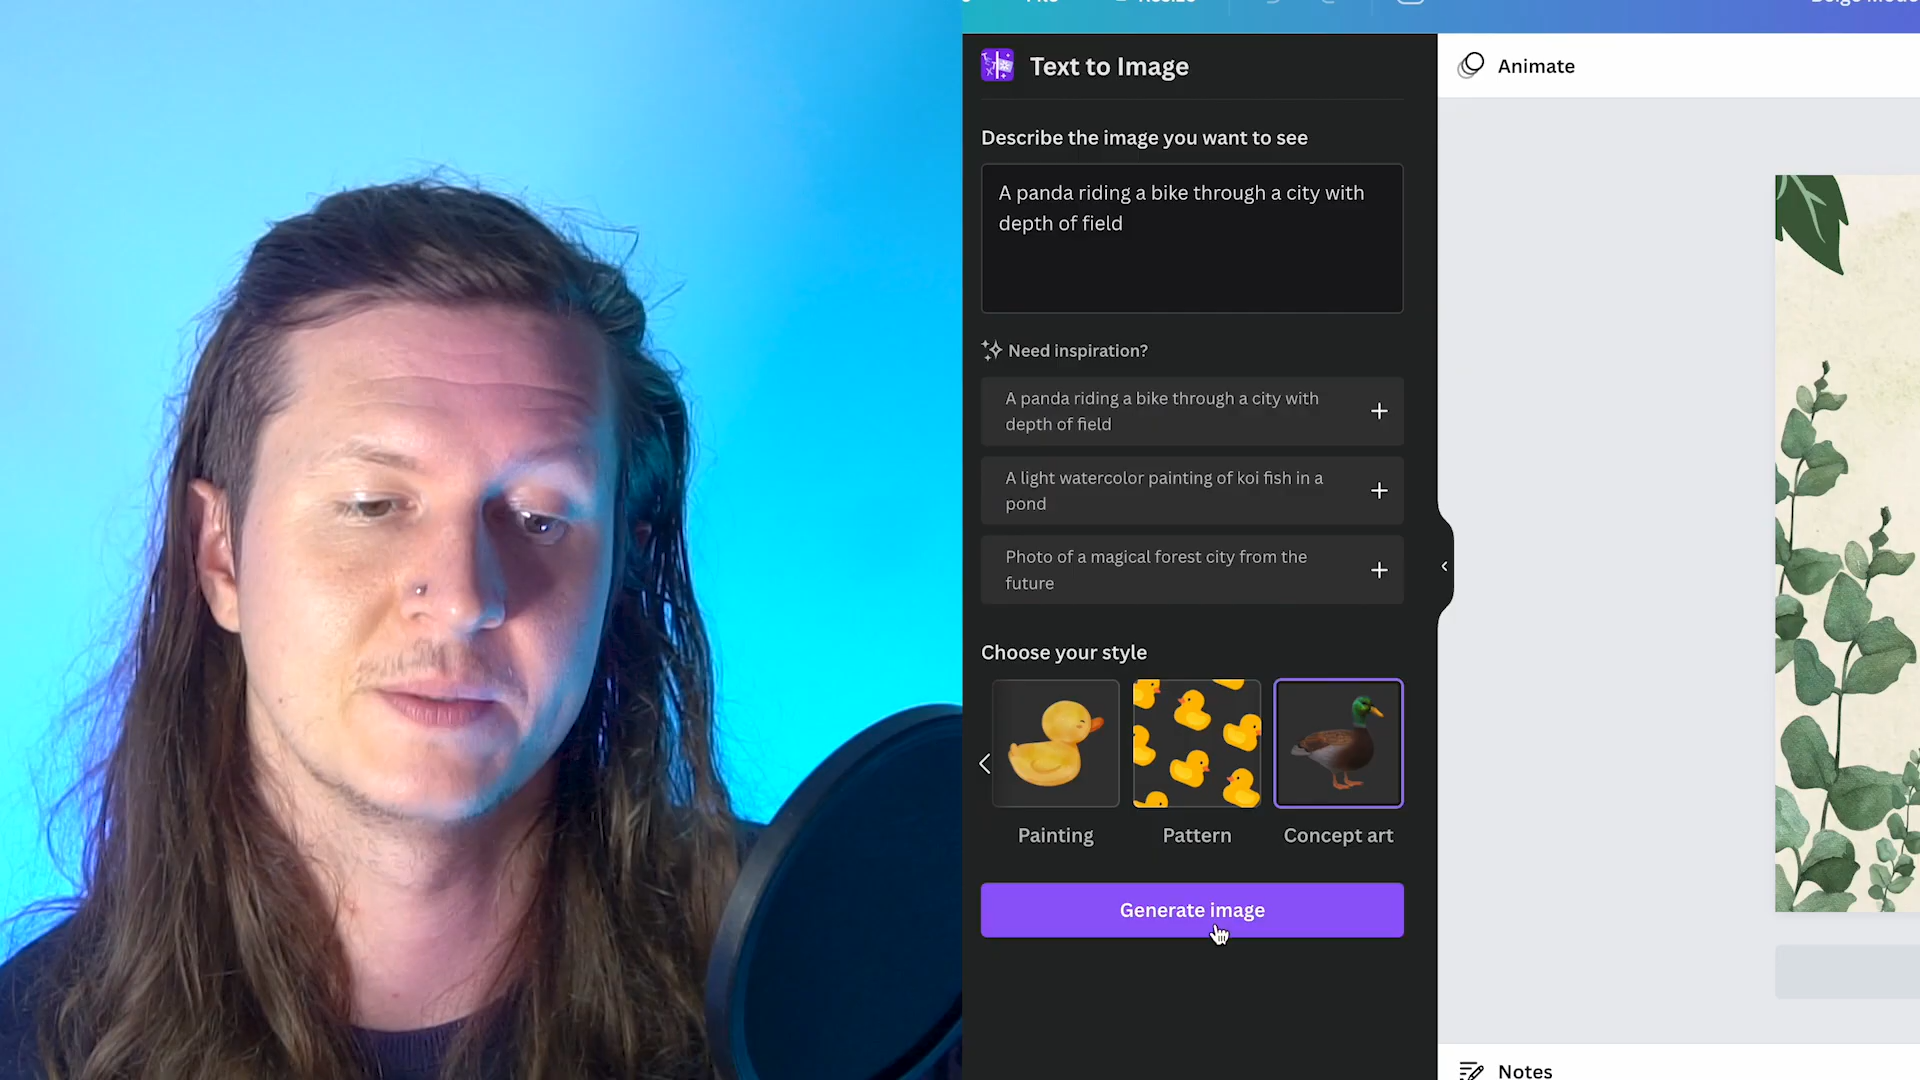 Text to Image
Animate
Describe the image you want to see
A panda riding a bike through a city with
depth of field
Need inspiration?
A panda riding a bike through a city with
depth of field
A light watercolor painting of koi fish in a
pond
Photo of a magical forest city from the
future
Choose your style
Painting
Pattern
Concept art
Generate image
Notes